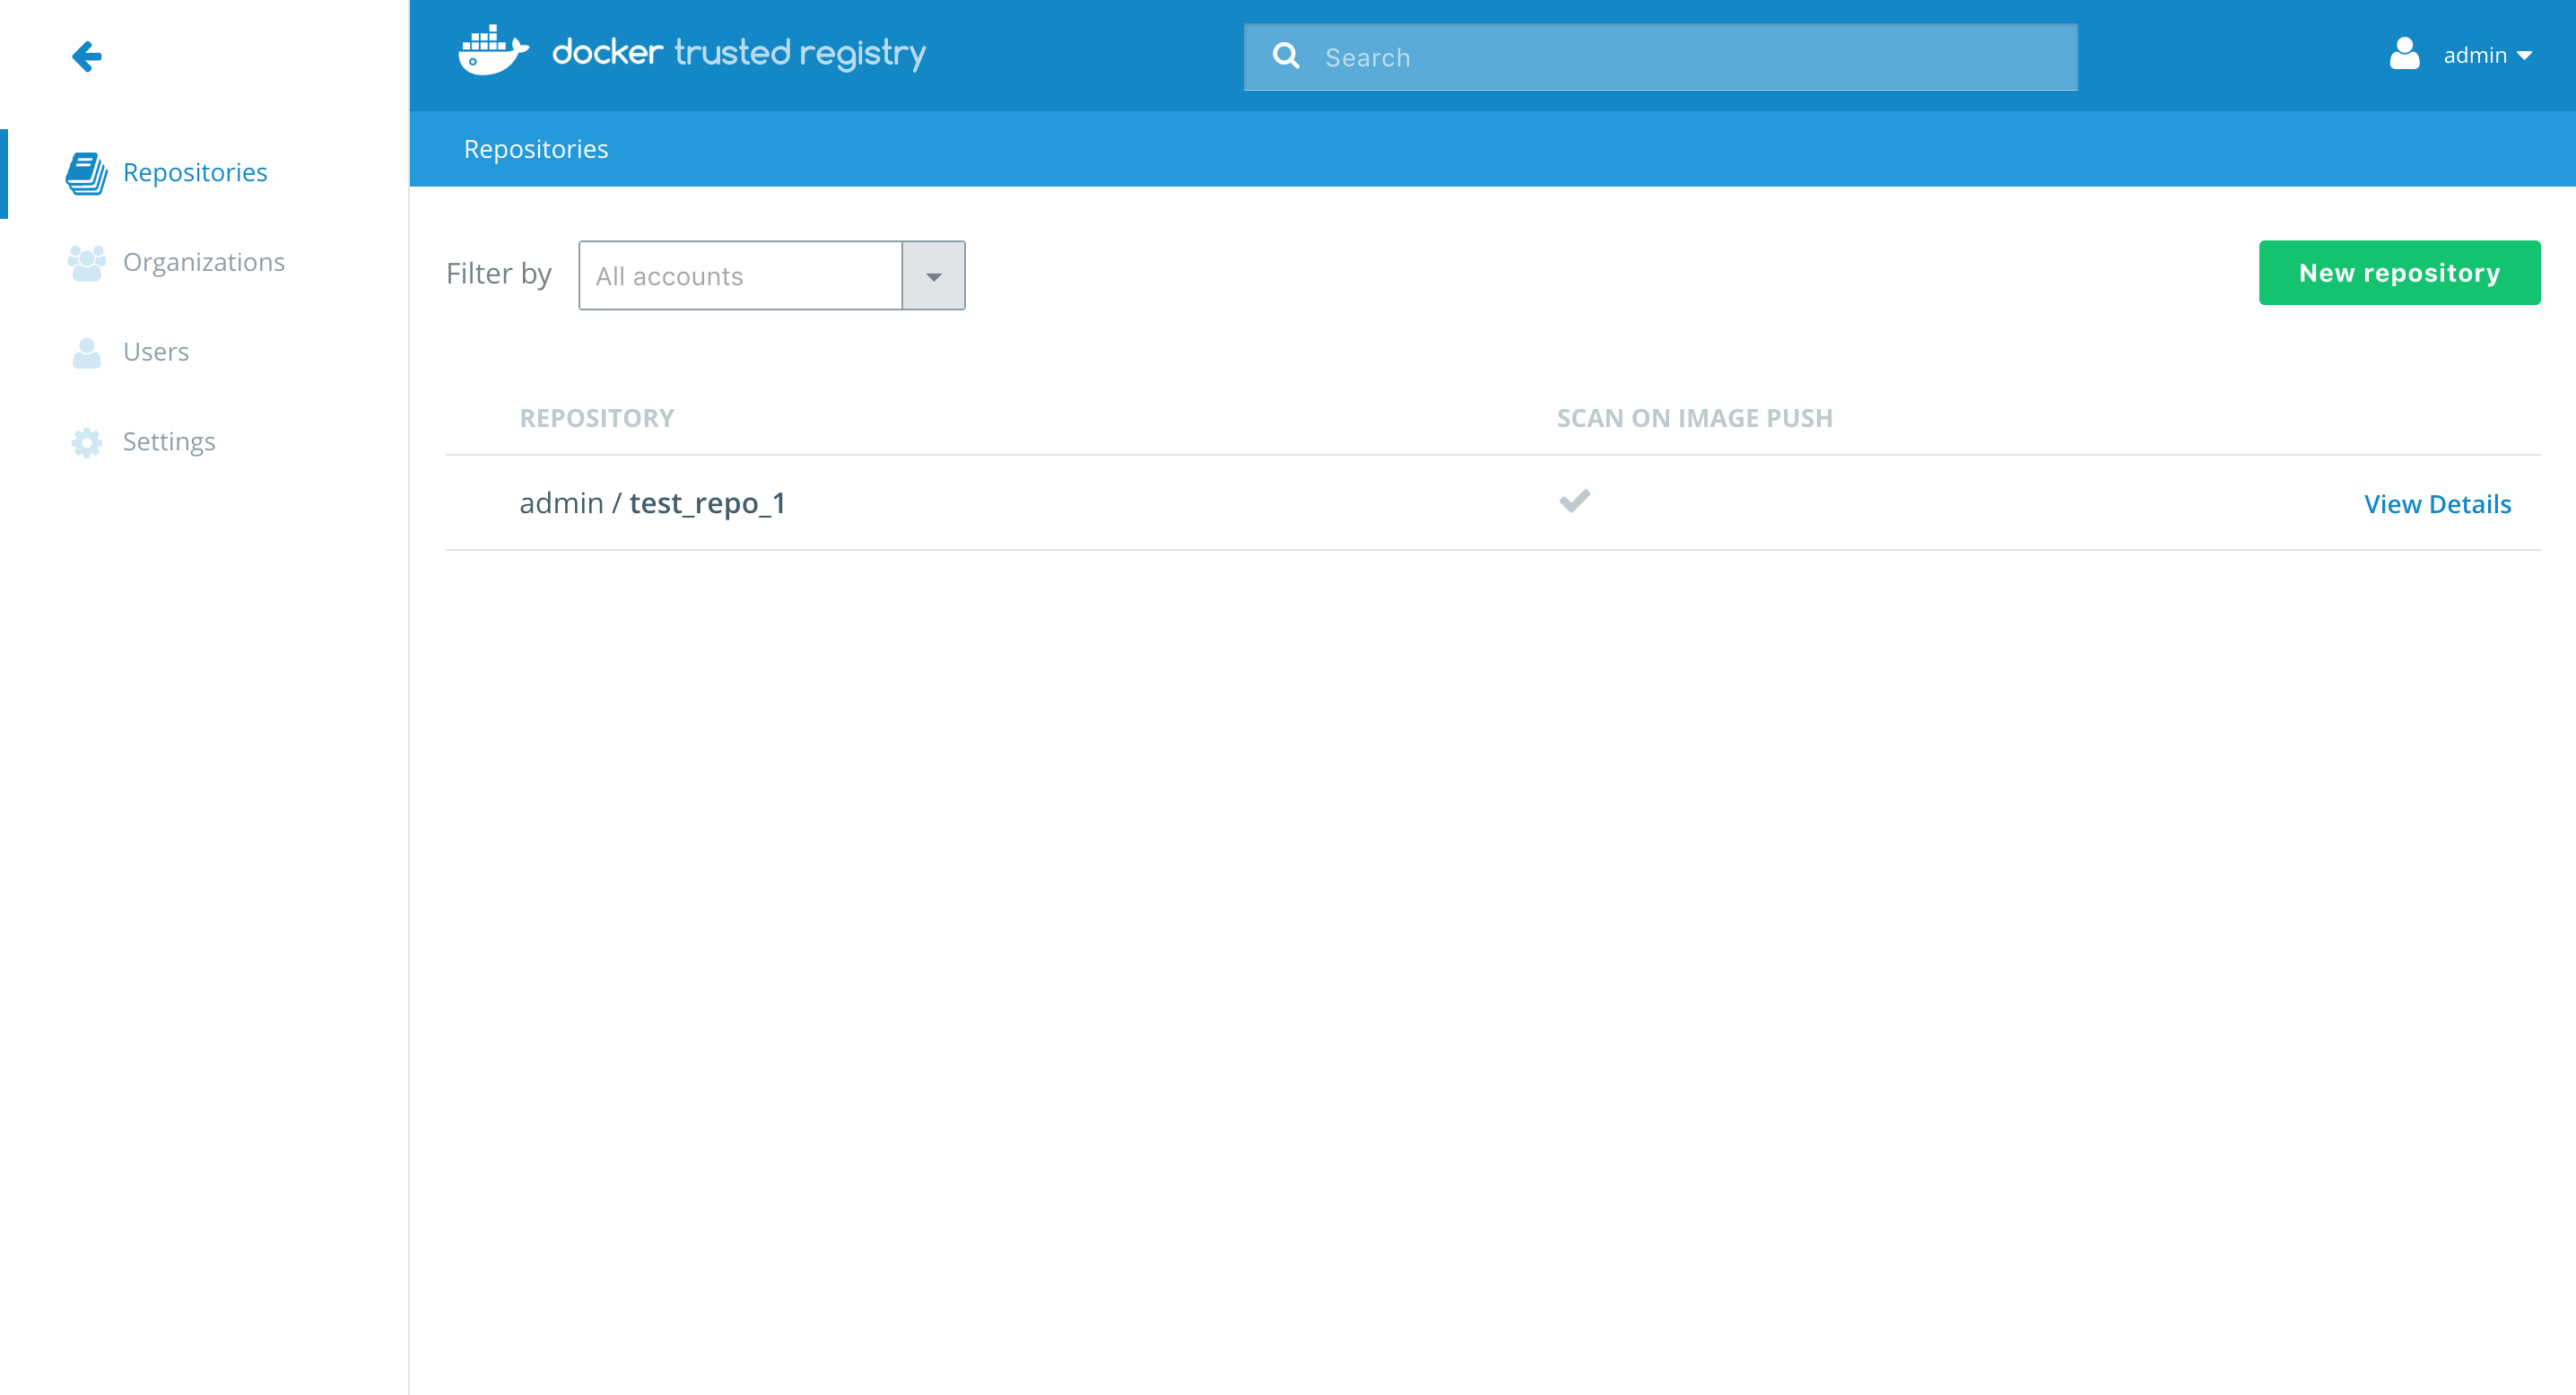 docker trusted registry
Search
admin
Repositories
Repositories
Organizations
Users
Settings
Filter by
All accounts
New repository
REPOSITORY
SCAN ON IMAGE PUSH
admin / test_repo_1
View Details